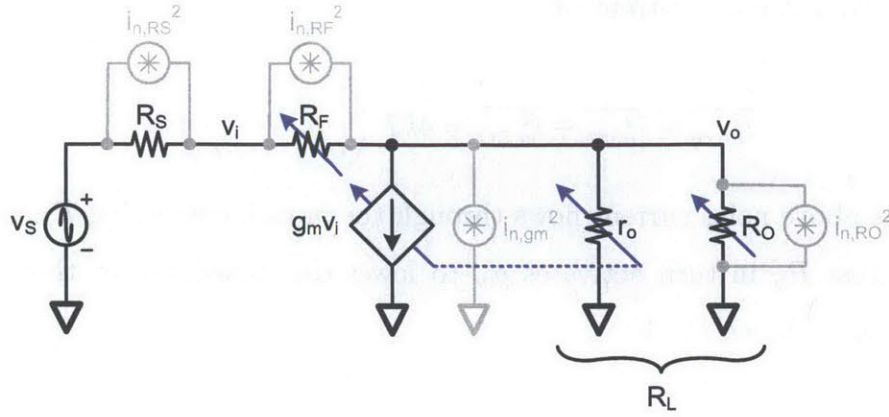 i_{n,RS}^2 i_{n,RF}^2
R_S v_i R_F v_o
v_S + - g_m v_i i_{n,gm}^2 r_o R_O i_{n,RO}^2
R_L